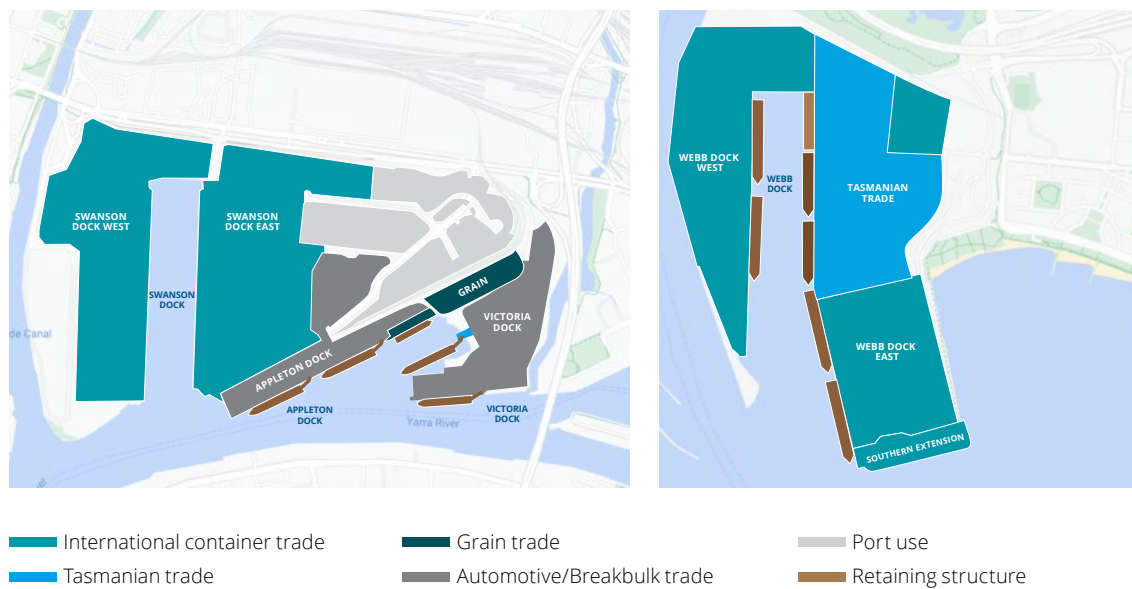 SWANSON
DOCK WEST
SWANSON
DOCK EAST
SWANSON
DOCK
GRAIN
VICTORIA
DOCK
APPLETON DOCK
APPLETON
DOCK
VICTORIA
DOCK
Yarra River
de Canal
WEBB DOCK
WEST
WEBB
DOCK
TASMANIAN
TRADE
WEBB DOCK
EAST
SOUTHERN EXTENSION
International container trade
Grain trade
Port use
Tasmanian trade
Automotive/Breakbulk trade
Retaining structure